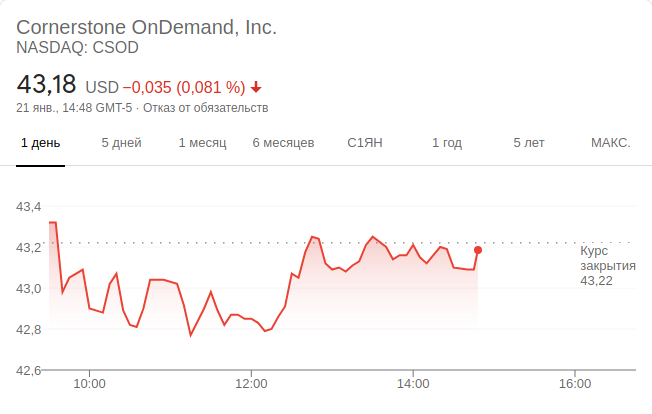 Cornerstone OnDemand, Inc.
NASDAQ: CSOD
43,18 USD −0,035 (0,081 %)
21 янв., 14:48 GMT-5 · Отказ от обязательств
1 день 5 дней 1 месяц 6 месяцев С1ЯН 1 год 5 лет МАКС.
43,4
43,2
Курс
закрытия
43,22
43,0
42,8
42,6
10:00 12:00 14:00 16:00